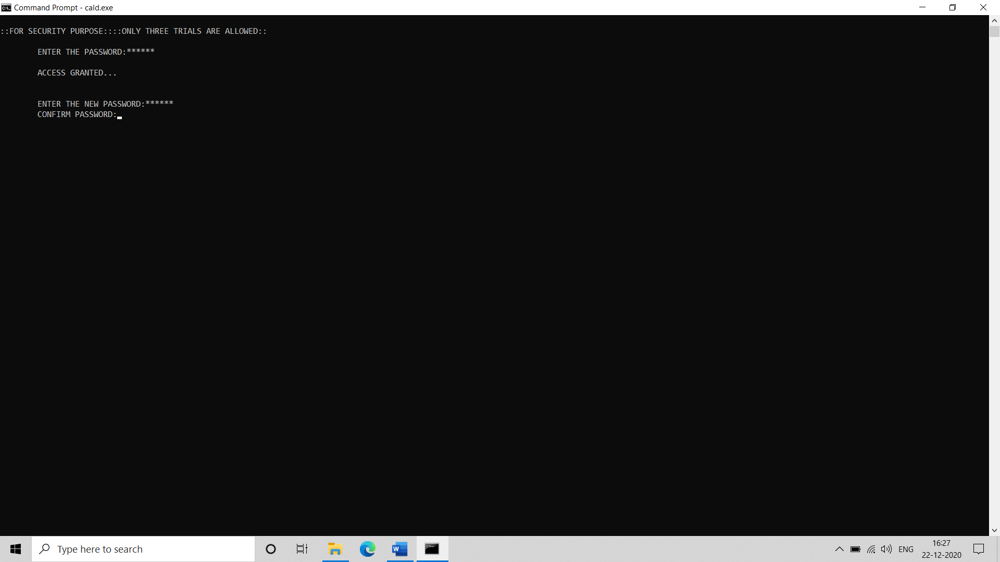 Command Prompt - cald.exe
::FOR SECURITY PURPOSE::::ONLY THREE TRIALS ARE ALLOWED::
ENTER THE PASSWORD:******
ACCESS GRANTED...
ENTER THE NEW PASSWORD:******
CONFIRM PASSWORD:
Type here to search
ENG
16:27
22-12-2020